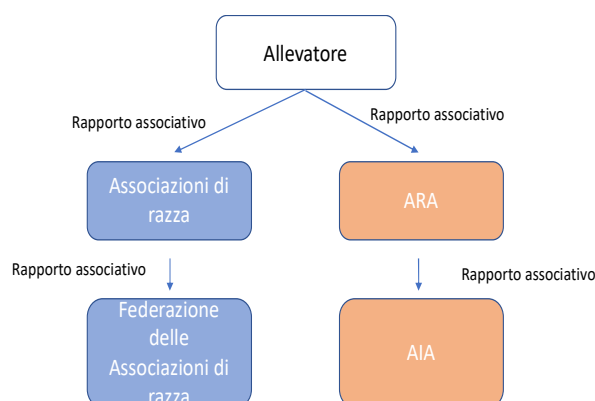 Allevatore
Rapporto associativo
Rapporto associativo
Associazioni di
razza
ARA
Rapporto associativo
Rapporto associativo
Federazione
delle
Associazioni di
razza
AIA